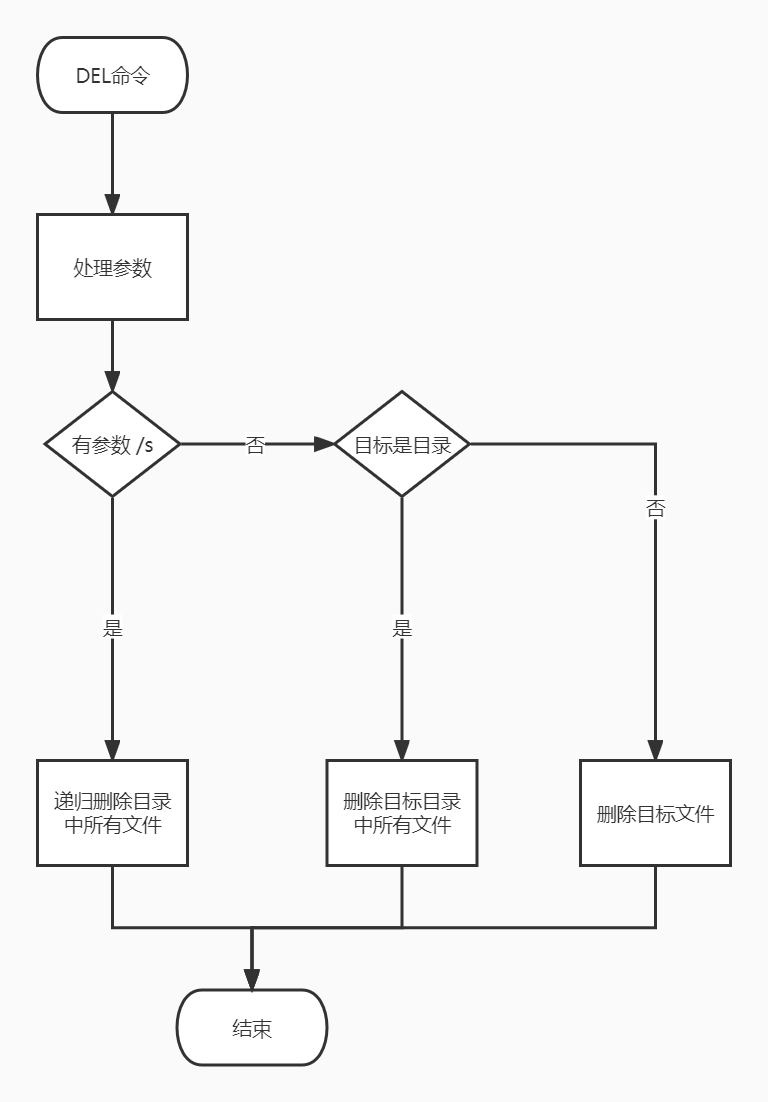 DEL命令
处理参数
有参数 /s
否
目标是目录
否
是
是
递归删除目录
中所有文件
删除目标目录
中所有文件
删除目标文件
结束